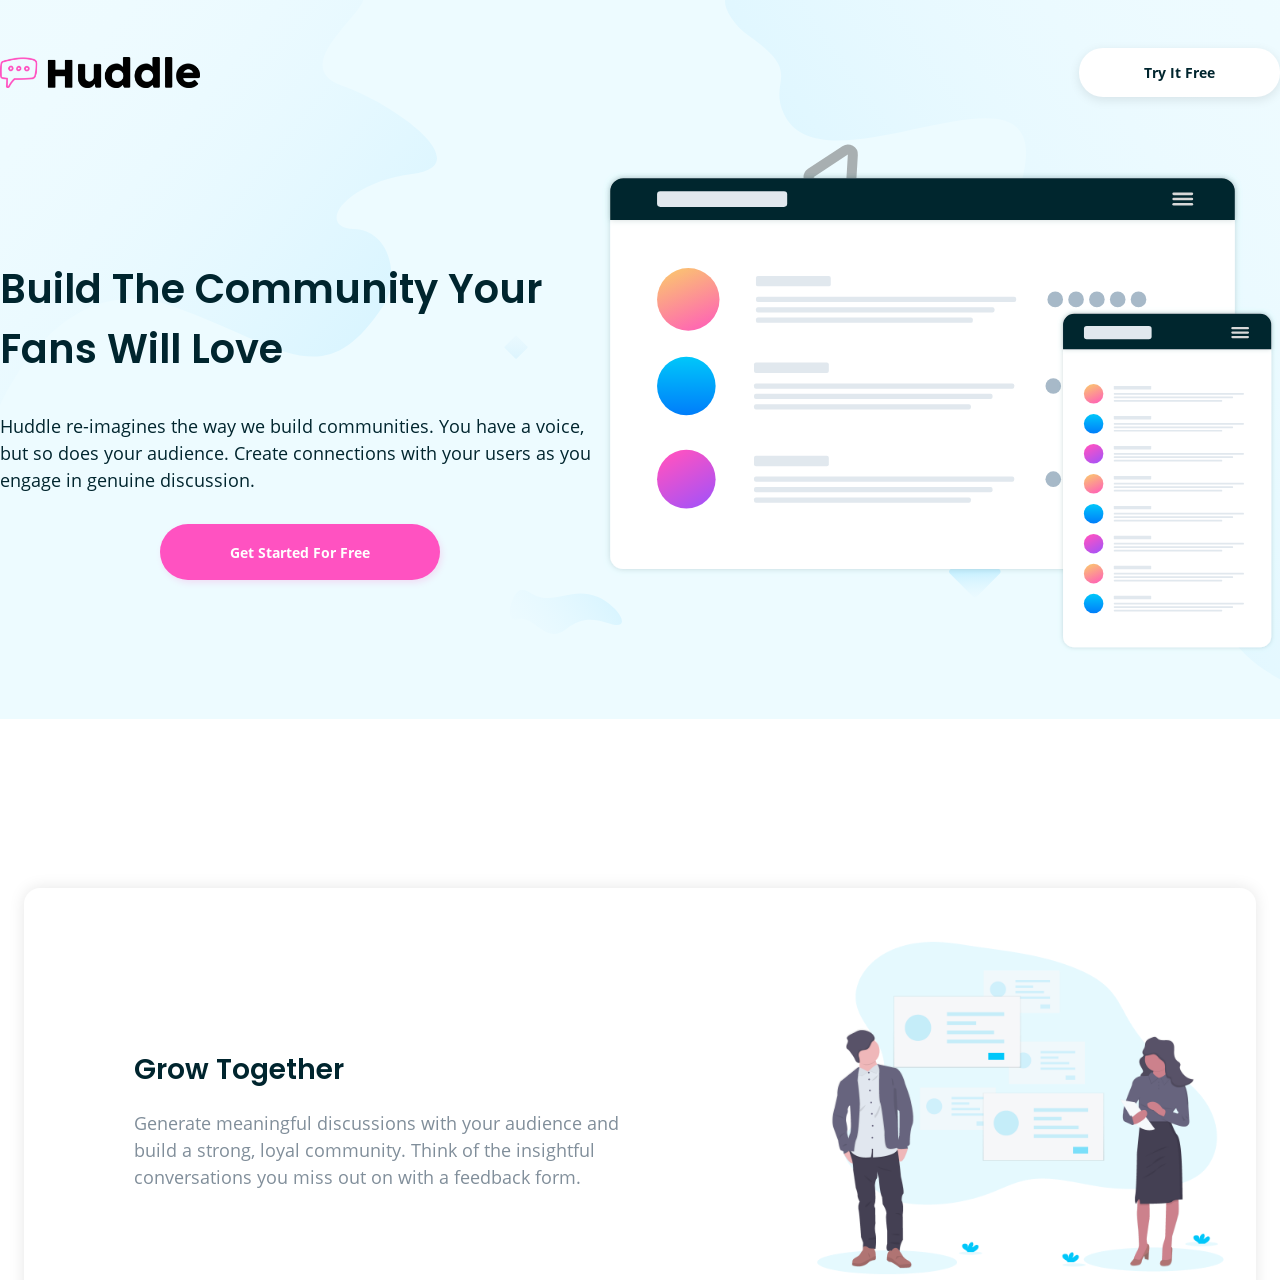 Huddle
Try It Free
Build The Community Your
Fans Will Love
Huddle re-imagines the way we build communities. You have a voice,
but so does your audience. Create connections with your users as you
engage in genuine discussion.
Get Started For Free
Grow Together
Generate meaningful discussions with your audience and
build a strong, loyal community. Think of the insightful
conversations you miss out on with a feedback form.